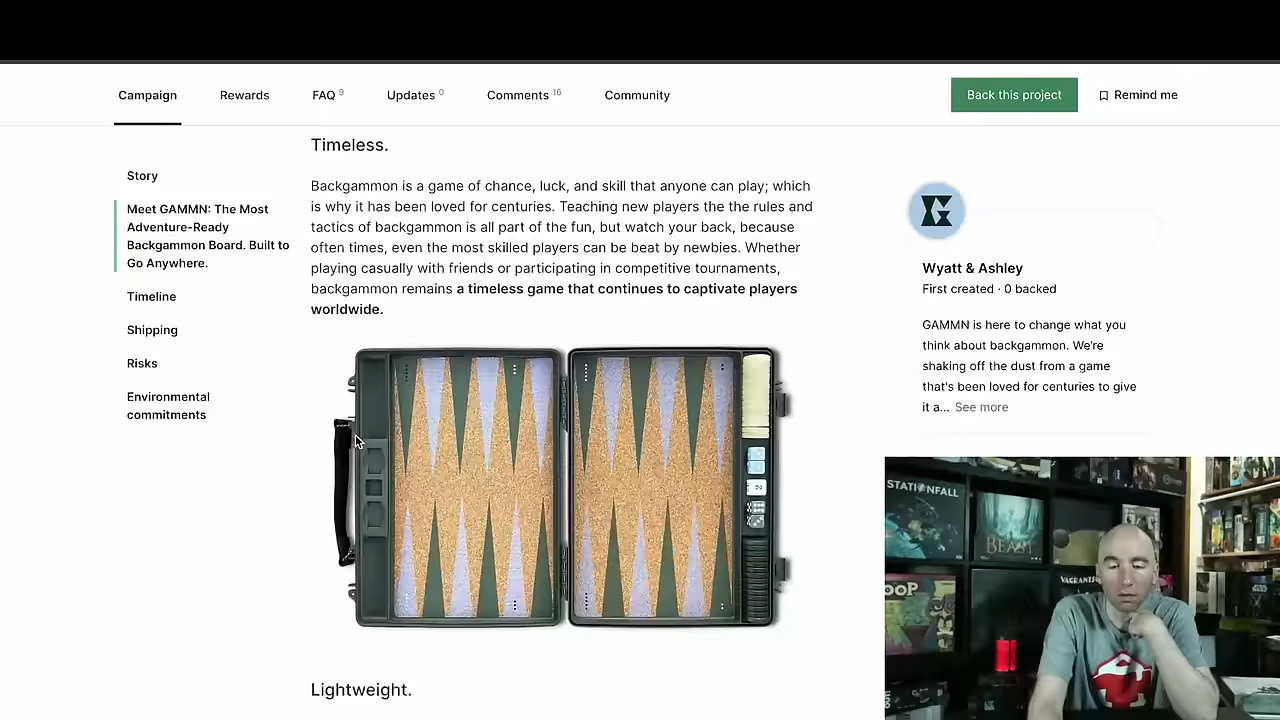 Campaign
Rewards
FAQ 9
Updates 0
Comments 16
Community
Back this project
Remind me
Story
Meet GAMMN: The Most
Adventure-Ready
Backgammon Board. Built to
Go Anywhere.
Timeline
Shipping
Risks
Environmental
commitments
Timeless.
Backgammon is a game of chance, luck, and skill that anyone can play; which
is why it has been loved for centuries. Teaching new players the the rules and
tactics of backgammon is all part of the fun, but watch your back, because
often times, even the most skilled players can be beat by newbies. Whether
playing casually with friends or participating in competitive tournaments,
backgammon remains a timeless game that continues to captivate players
worldwide.
Lightweight.
Wyatt & Ashley
First created · 0 backed
GAMMN is here to change what you
think about backgammon. We're
shaking off the dust from a game
that's been loved for centuries to give
it a... See more
STATIONFALL
BEAST
VAGRANTS